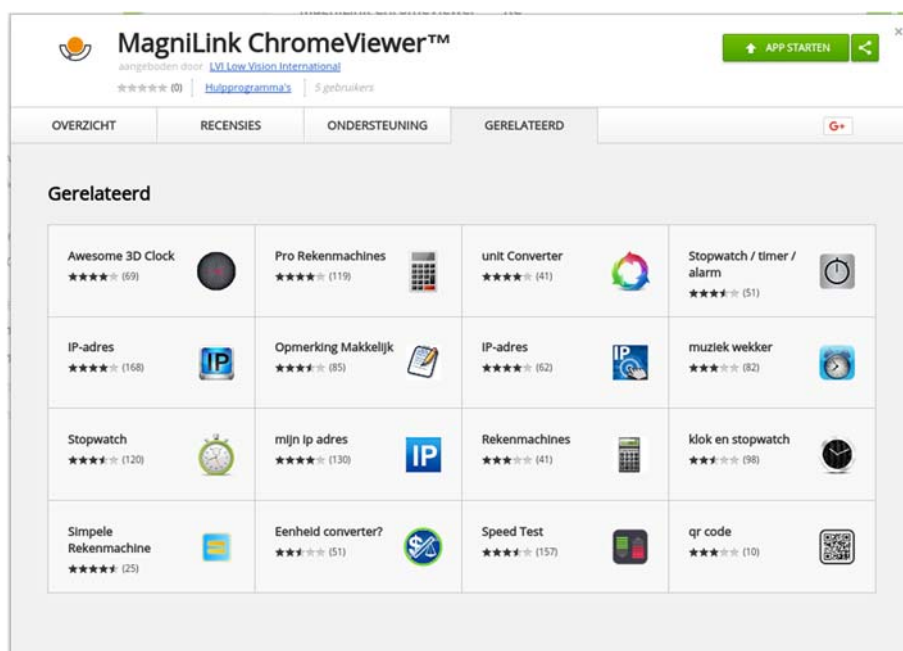 MagniLink ChromeViewer™
aangeboden door LVI Low Vision International
(0) Hulpprogramma's 5 gebruikers
APP STARTEN
OVERZICHT RECENSIES ONDERSTEUNING GERELATEERD G+
Gerelateerd
Awesome 3D Clock
(69)
Pro Rekenmachines
(119)
unit Converter
(41)
Stopwatch / timer /
alarm
(51)
IP-adres
(168)
IP
Opmerking Makkelijk
(85)
IP-adres
(62)
IP
muziek wekker
(82)
Stopwatch
(120)
mijn ip adres
(130)
IP
Rekenmachines
(41)
klok en stopwatch
(98)
Simpele
Rekenmachine
(25)
Eenheid converter?
(51)
Speed Test
(157)
qr code
(10)